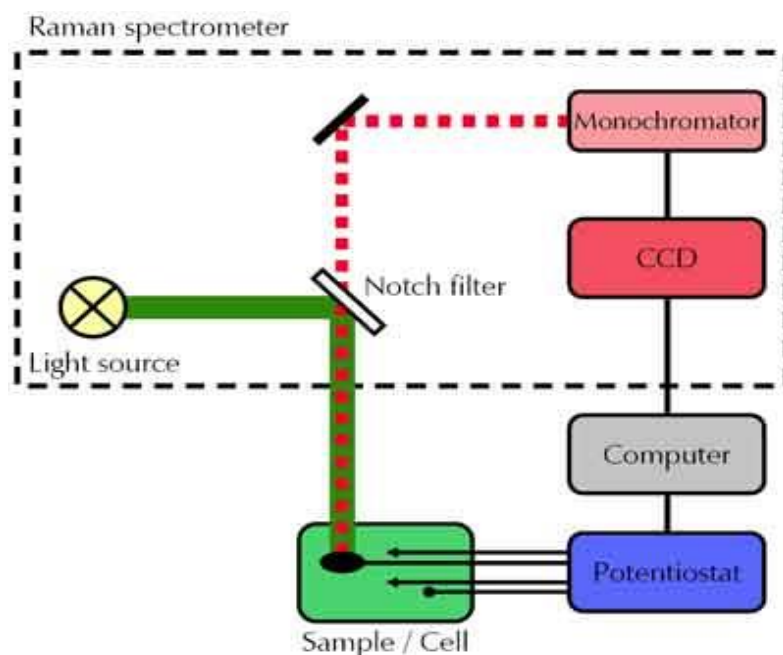 Raman spectrometer
Monochromator
CCD
Notch filter
Light source
Computer
Potentiostat
Sample / Cell